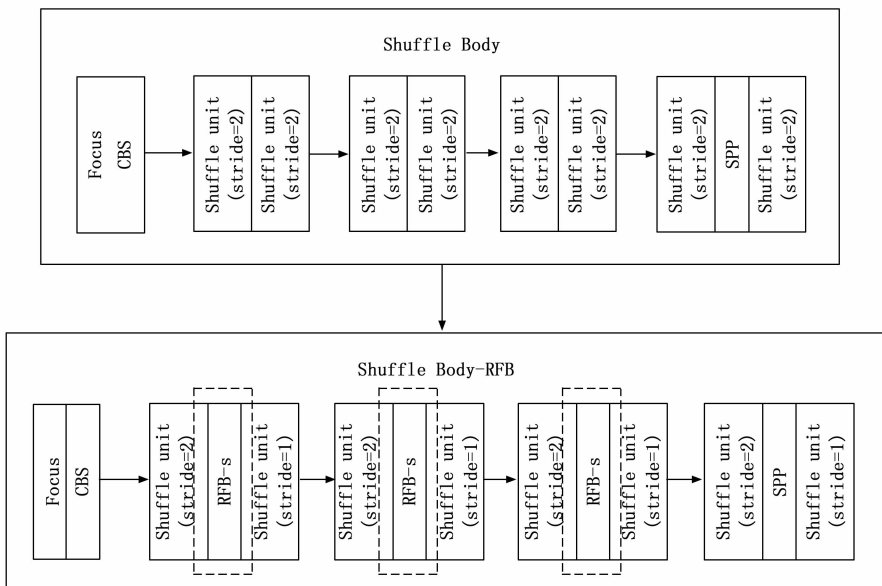 Shuffle Body
Focus
CBS
Shuffle unit
(stride=2)
Shuffle unit
(stride=2)
Shuffle unit
(stride=2)
Shuffle unit
(stride=2)
Shuffle unit
(stride=2)
Shuffle unit
(stride=2)
Shuffle unit
(stride=2)
SPP
Shuffle unit
(stride=2)
Shuffle Body-RFB
Focus
CBS
Shuffle unit
(stride=2)
RFB-s
Shuffle unit
(stride=1)
Shuffle unit
(stride=2)
RFB-s
Shuffle unit
(stride=1)
Shuffle unit
(stride=2)
RFB-s
Shuffle unit
(stride=1)
Shuffle unit
(stride=2)
SPP
Shuffle unit
(stride=1)